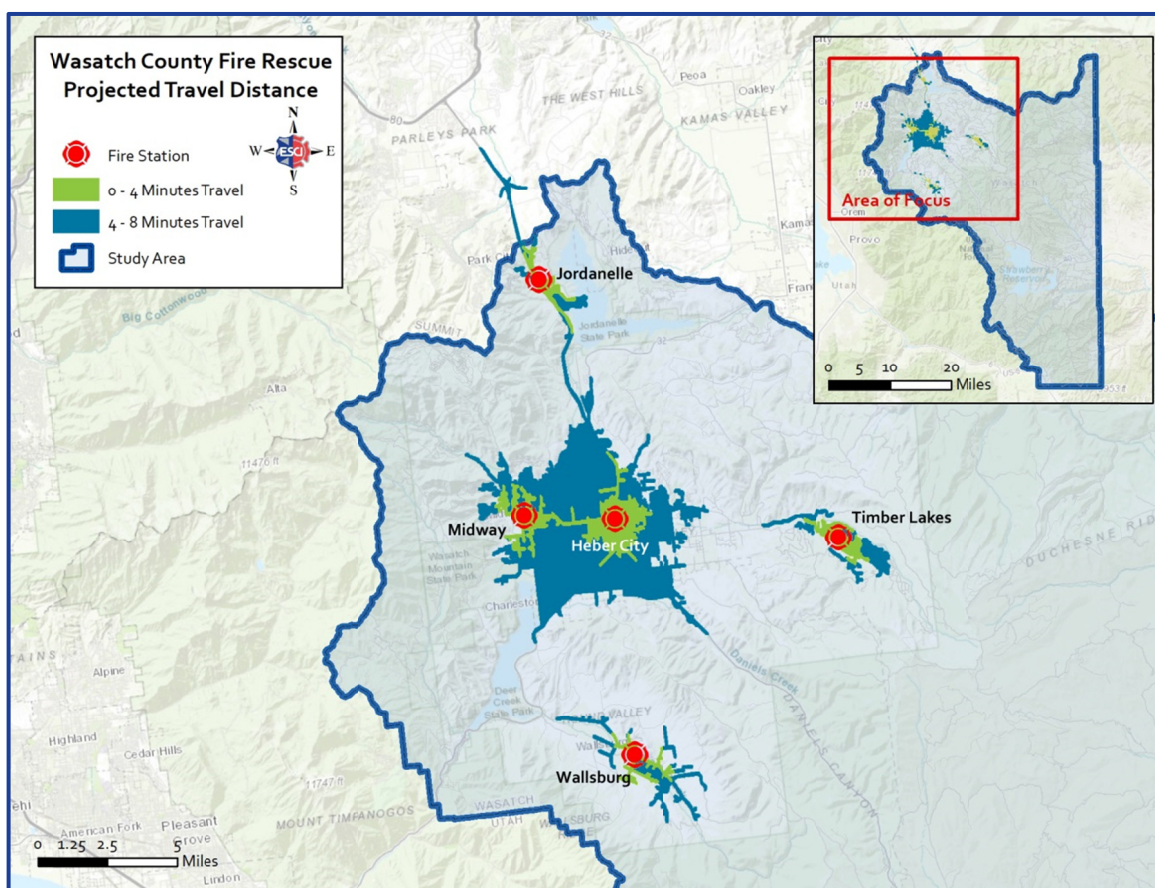 Wasatch County Fire Rescue
Projected Travel Distance
N
W
ESCI
E
S
Fire Station
0 - 4 Minutes Travel
4 - 8 Minutes Travel
Study Area
32
Peoa
Oakley
THE WEST HILLS
KAMAS VALLEY
80
PARLEYS PARK
Kamas
Park City
Jordanelle
Big Cottonwood
SUMMIT
Jordanelle
State Park
32
Alta
11476 ft
Midway
Heber City
Timber Lakes
Wasatch
Mountain
State Park
DUCHESNE RID
Charleston
Daniels Creek
Deer
Creek
State Park
DANIELS CANYON
Wallsburg
Alpine
Highland
Cedar Hills
11747 ft
MOUNT TIMPANOGOS
WASATCH
UTAH
American Fork
Pleasant
Grove
Lindon
0 1.25 2.5 5
Miles
Area of Focus
Orem
Provo
Utah
Strawberry
Reservoir
0 5 10 20
Miles